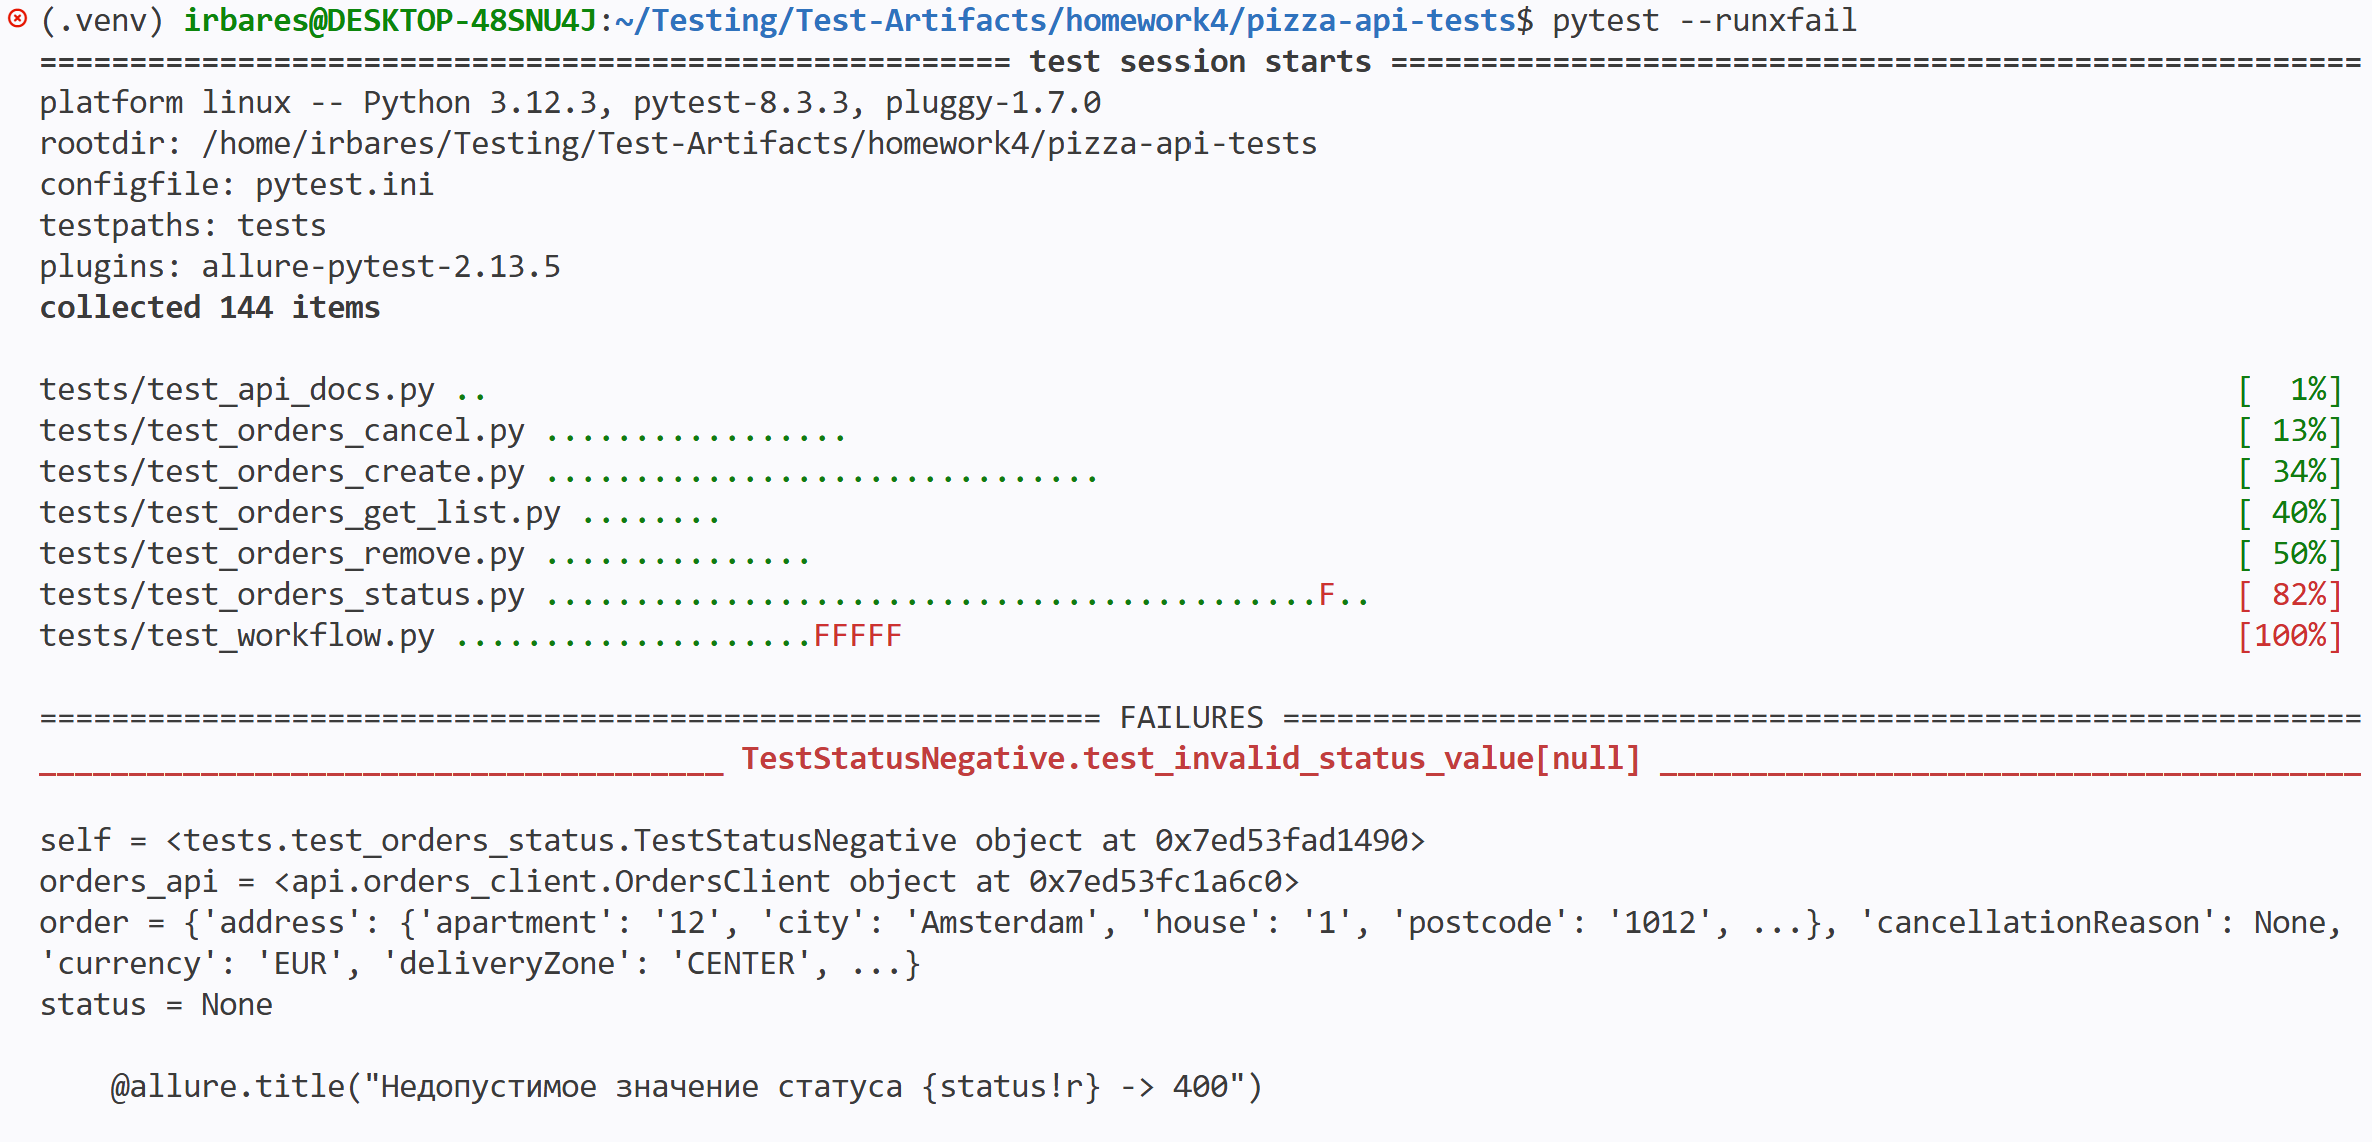 (.venv) irbares@DESKTOP-48SNU4J:~/Testing/Test-Artifacts/homework4/pizza-api-tests$ pytest --runxfail
====================================================== test session starts ======================================================
platform linux -- Python 3.12.3, pytest-8.3.3, pluggy-1.7.0
rootdir: /home/irbares/Testing/Test-Artifacts/homework4/pizza-api-tests
configfile: pytest.ini
testpaths: tests
plugins: allure-pytest-2.13.5
collected 144 items
tests/test_api_docs.py .. [  1%]
tests/test_orders_cancel.py ................. [ 13%]
tests/test_orders_create.py ............................... [ 34%]
tests/test_orders_get_list.py ........ [ 40%]
tests/test_orders_remove.py ............... [ 50%]
tests/test_orders_status.py ...........................................F.. [ 82%]
tests/test_workflow.py ....................FFFFF [100%]
=========================================================== FAILURES ============================================================
______________________________________ TestStatusNegative.test_invalid_status_value[null] _______________________________________
self = <tests.test_orders_status.TestStatusNegative object at 0x7ed53fad1490>
orders_api = <api.orders_client.OrdersClient object at 0x7ed53fc1a6c0>
order = {'address': {'apartment': '12', 'city': 'Amsterdam', 'house': '1', 'postcode': '1012', ...}, 'cancellationReason': None,
'currency': 'EUR', 'deliveryZone': 'CENTER', ...}
status = None
    @allure.title("Недопустимое значение статуса {status!r} -> 400")